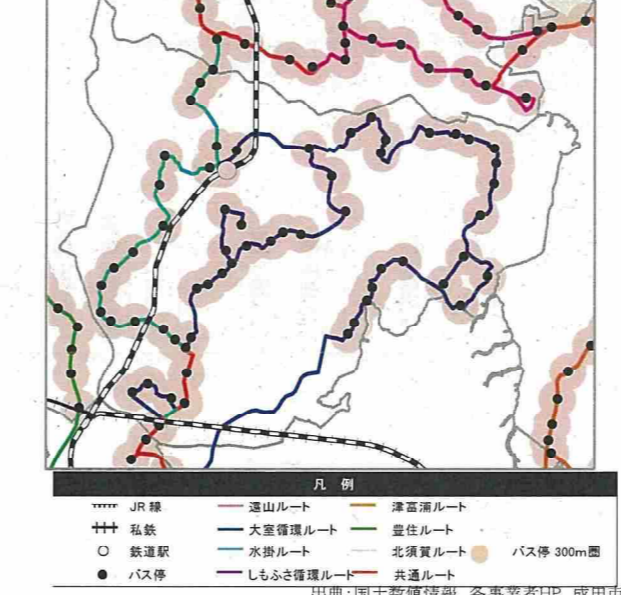 凡 例
JR 線 遠山ルート 津富浦ルート
私鉄 大室循環ルート 豊住ルート
鉄道駅 水掛ルート 北須賀ルート バス停 300m圏
バス停 しもふさ循環ルート 共通ルート
出典:国土数値情報、各事業者HP、成田市